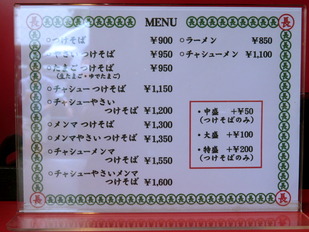 MENU
○つけそば ¥900
○やさい つけそば ¥950
○たまご つけそば ¥950
(生たまご・ゆでたまご)
○チャシュー つけそば ¥1,150
○チャシューやさい
つけそば ¥1,200
○メンマ つけそば ¥1,300
○メンマやさい つけそば ¥1,350
○チャシューメンマ
つけそば ¥1,550
○チャシューやさいメンマ
つけそば ¥1,600
○ラーメン ¥850
○チャシューメン ¥1,100
・中盛 +¥50
(つけそばのみ)
・大盛 +¥100
・特盛 +¥200
(つけそばのみ)
長
長
長
長